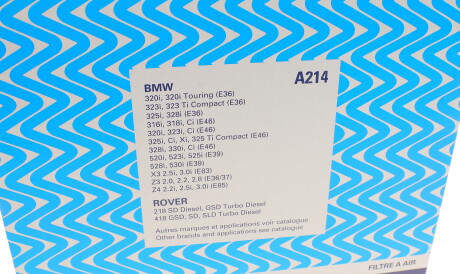 BMW A214
320i, 320i Touring (E36)
323i, 323 Ti Compact (E36)
325i, 328i (E36)
316i, 318i, Ci (E46)
320i, 323i, Ci (E46)
325i, Ci, Xi, 325 Ti Compact (E46)
328i, 330i, Ci (E46)
520i, 523i, 525i (E39)
528i, 530i (E39)
X3 2.5i, 3.0i (E83)
Z3 2.0, 2.2, 2.8 (E36/37)
Z4 2.2i, 2.5i, 3.0i (E85)
ROVER
218 SD Diesel, GSD Turbo Diesel
418 GSD, SD, SLD Turbo Diesel
Autres marques et applications voir catalogue
Other brands and applications see catalogue
FILTRE A AIR